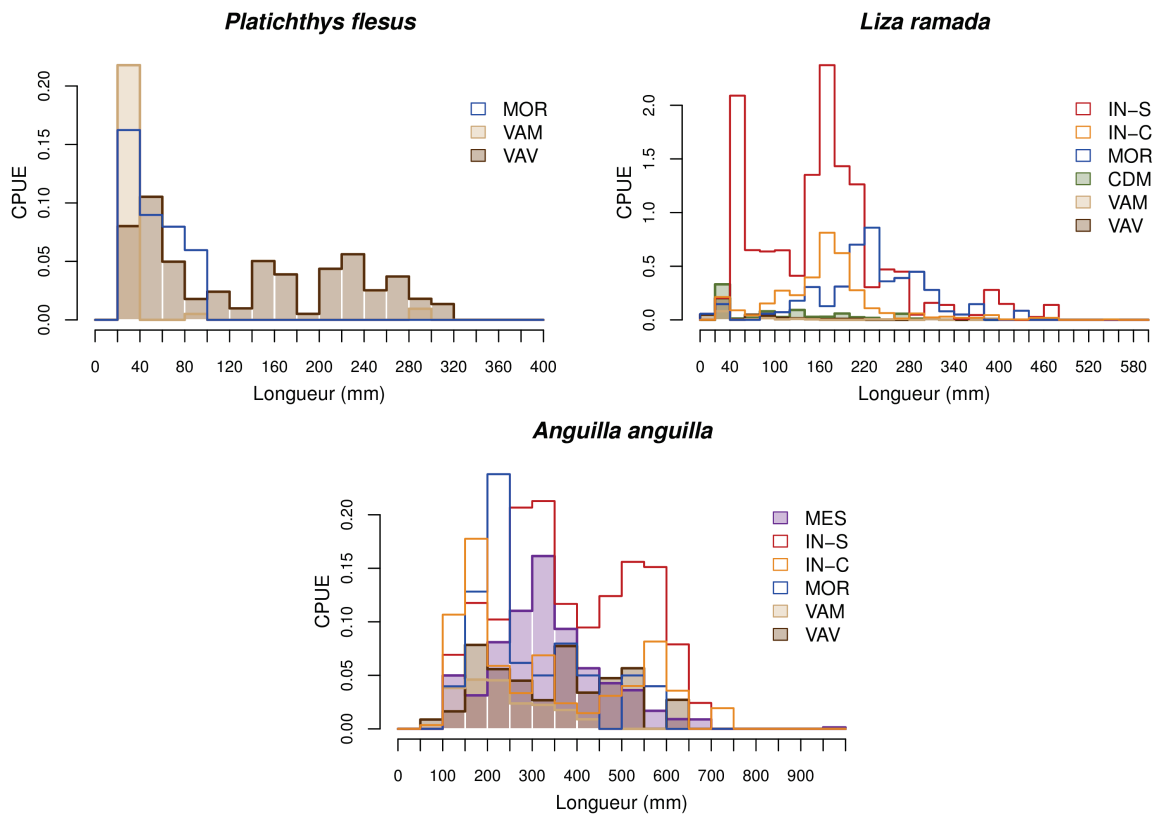 Platichthys flesus
CPUE
0.00 0.05 0.10 0.15 0.20
MOR
VAM
VAV
0 40 80 120 160 200 240 280 320 360 400
Longueur (mm)
Liza ramada
CPUE
0.0 0.5 1.0 1.5 2.0
IN−S
IN−C
MOR
CDM
VAM
VAV
0 40 100 160 220 280 340 400 460 520 580
Longueur (mm)
Anguilla anguilla
CPUE
0.00 0.05 0.10 0.15 0.20
MES
IN−S
IN−C
MOR
VAM
VAV
0 100 200 300 400 500 600 700 800 900
Longueur (mm)